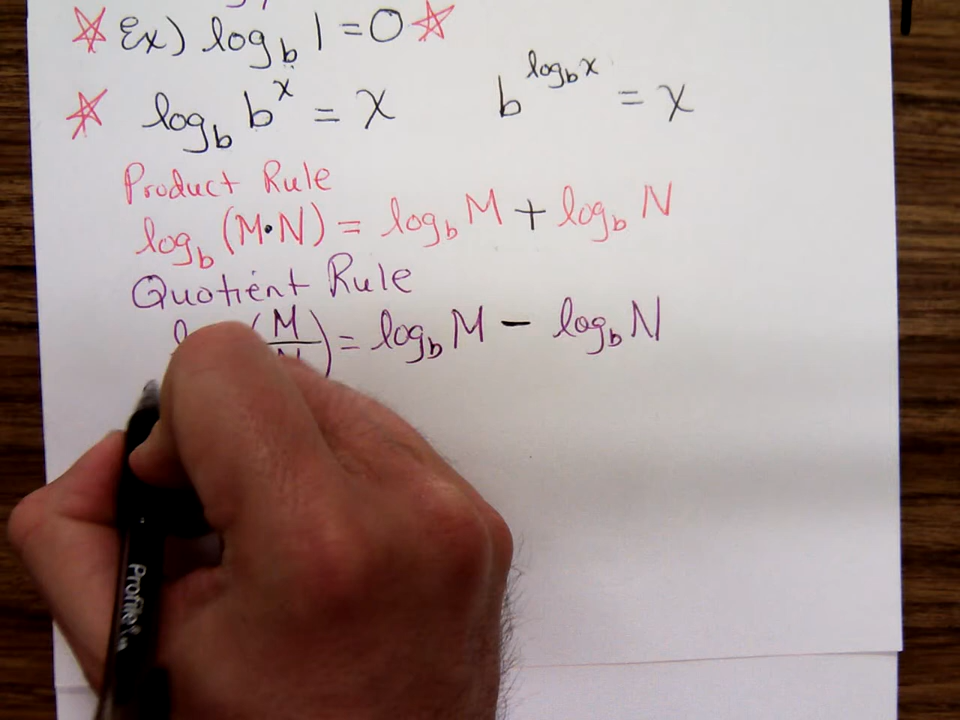 Ex) log_b 1 = 0
log_b b^x = x    b^(log_b x) = x
Product Rule
log_b (M·N) = log_b M + log_b N
Quotient Rule
(M/N) = log_b M − log_b N
Profile